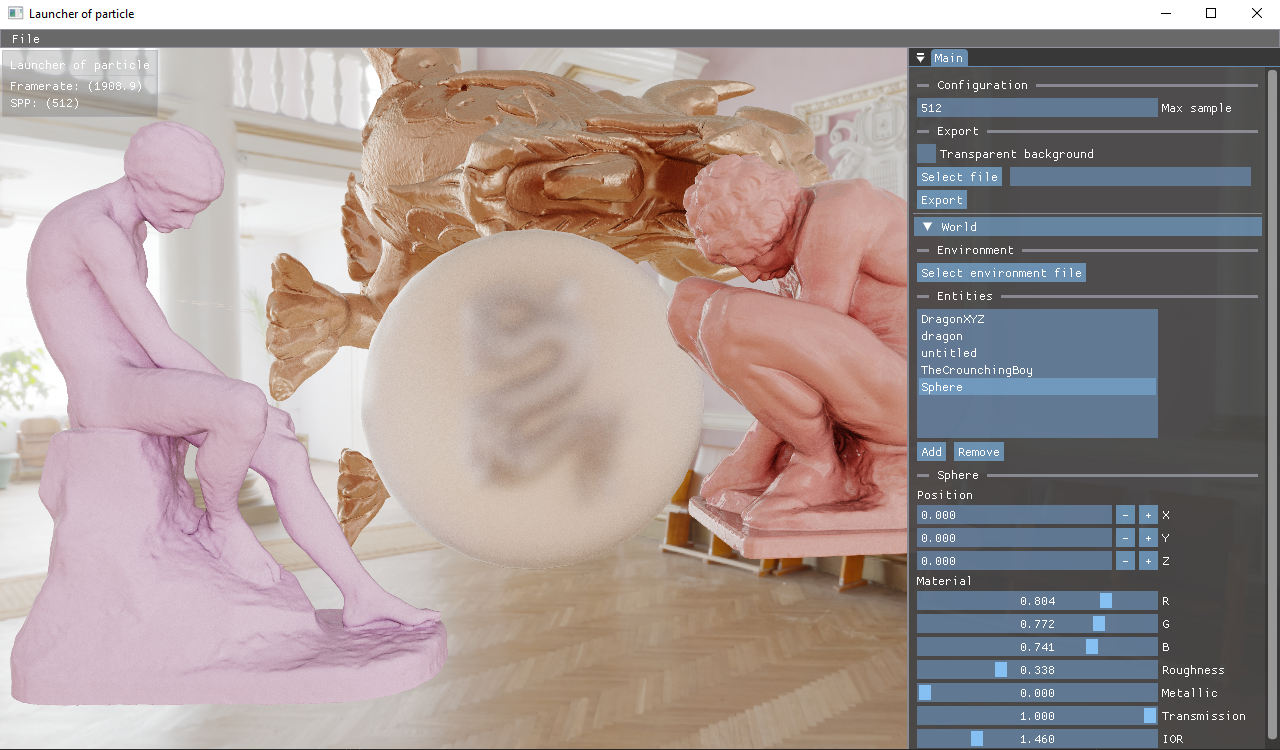 Launcher of particle
File
Launcher of particle
Framerate: (1908.9)
SPP: (512)
Main
Configuration
512 Max sample
Export
Transparent background
Select file
Export
World
Environment
Select environment file
Entities
DragonXYZ
dragon
untitled
TheCrounchingBoy
Sphere
Add Remove
Sphere
Position
0.000 - + X
0.000 - + Y
0.000 - + Z
Material
0.804 R
0.772 G
0.741 B
0.338 Roughness
0.000 Metallic
1.000 Transmission
1.460 IOR